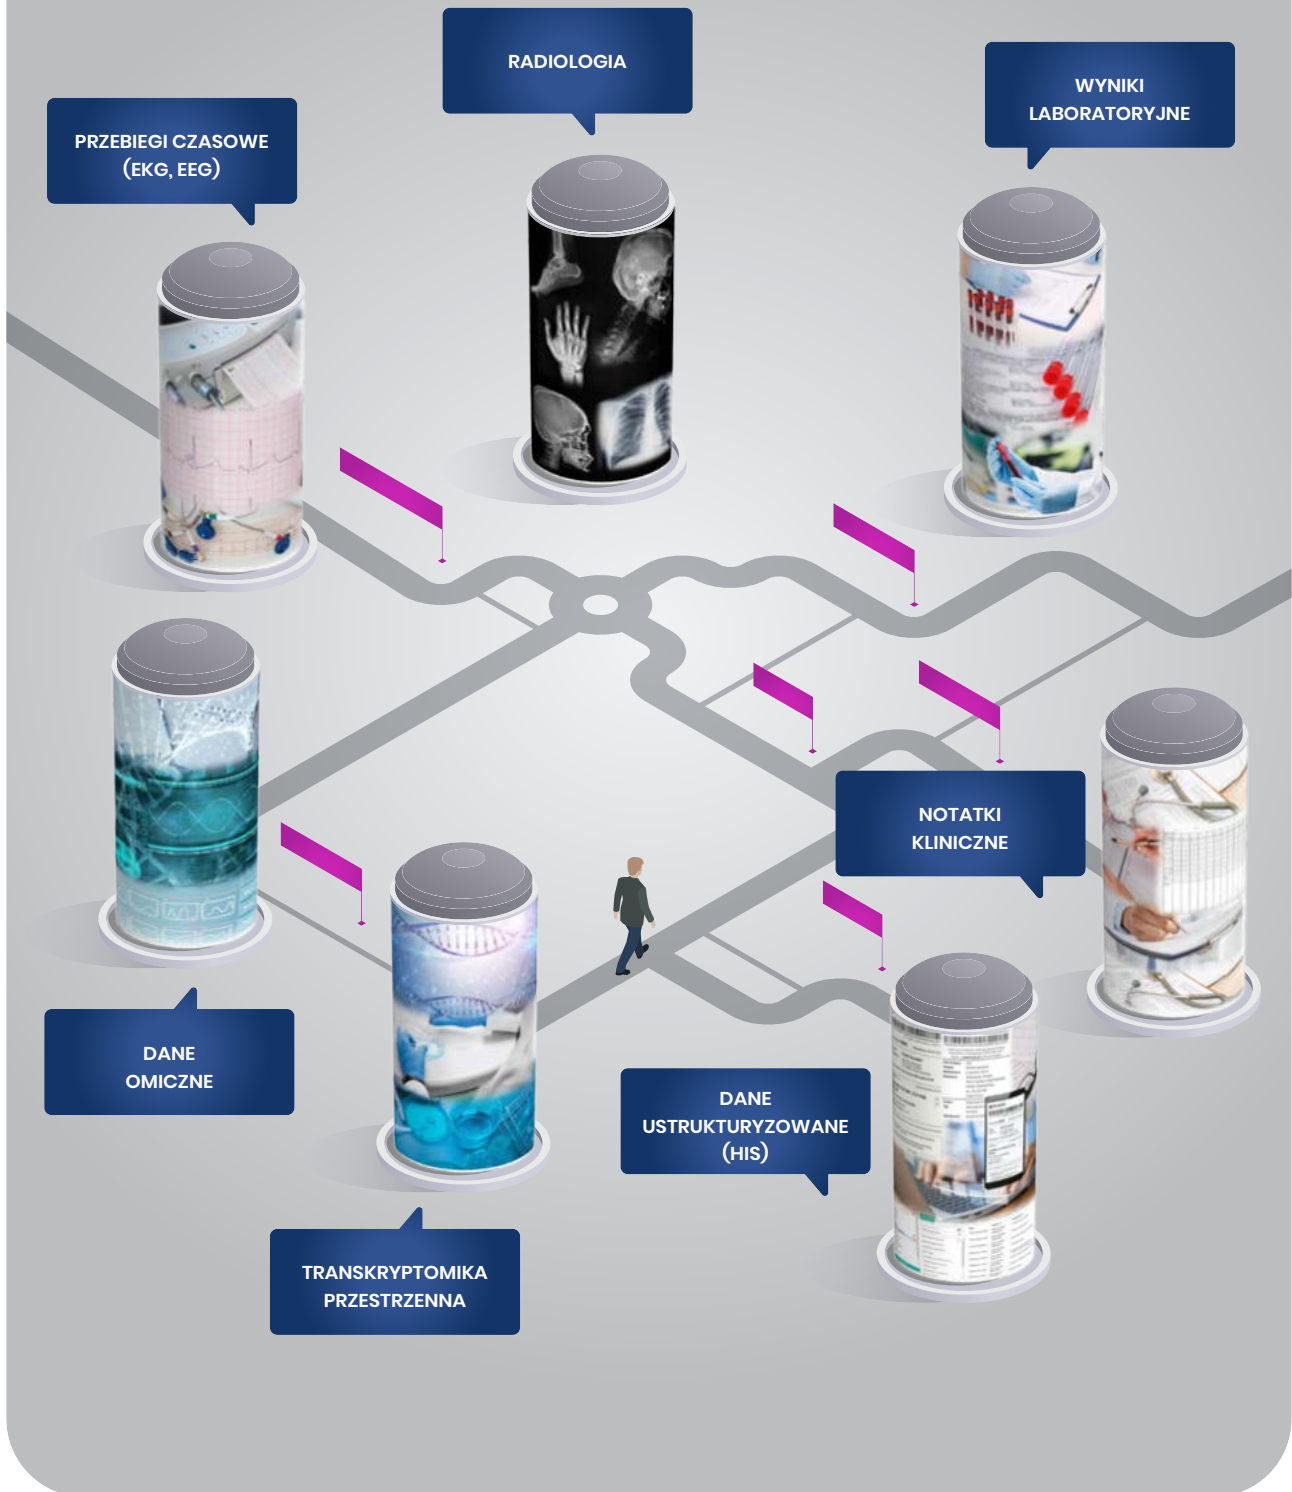 RADIOLOGIA
WYNIKI
LABORATORYJNE
PRZEBIEGI CZASOWE
(EKG, EEG)
NOTATKI
KLINICZNE
DANE
OMICZNE
DANE
USTRUKTURYZOWANE
(HIS)
TRANSKRYPTOMIKA
PRZESTRZENNA